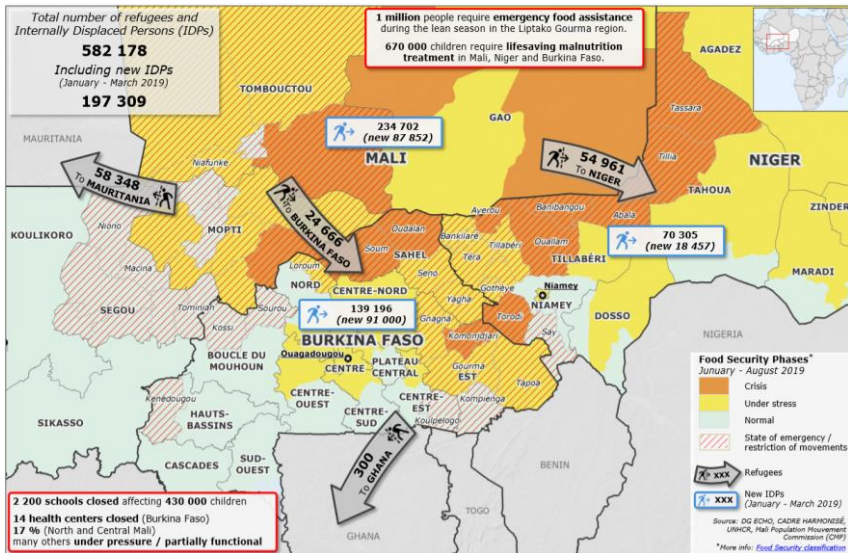 Total number of refugees and
Internally Displaced Persons (IDPs)
582 178
Including new IDPs
(January - March 2019)
197 309
1 million people require emergency food assistance
during the lean season in the Liptako Gourma region.
670 000 children require lifesaving malnutrition
treatment in Mali, Niger and Burkina Faso.
AGADEZ
TOMBOUCTOU
Tassara
GAO
MAURITANIA
234 702
(new 87 852)
MALI
Niafunke
54 961
To NIGER
Tillia
NIGER
58 348
To MAURITANIA
TAHOUA
24 666
To BURKINA FASO
ZINDER
KOULIKORO
Niono
MOPTI
Oudalan
Ayerou
Banibangou
Abala
70 305
(new 18 457)
Soum
SAHEL
Bankilaré
Téra
Tillabéri
Ouallam
TILLABÉRI
MARADI
Macina
Loroum
NORD
Seno
CENTRE-NORD
Yagha
Gothèye
Niamey
NIAMEY
SEGOU
Tominian
Sourou
139 196
(new 91 000)
Gnagna
Torodi
DOSSO
Kossi
BURKINA FASO
Komondjari
Say
NIGERIA
BOUCLE DU
MOUHOUN
Ouagadougou
CENTRE
PLATEAU-
CENTRAL
Gourma
EST
Tapoa
Kenedougou
SIKASSO
HAUTS-
BASSINS
CENTRE-
OUEST
CENTRE-
EST
Kompienga
CENTRE-
SUD
Koulpelogo
CASCADES
SUD-
OUEST
300
To GHANA
BENIN
TOGO
GHANA
2 200 schools closed affecting 430 000 children
14 health centers closed (Burkina Faso)
17 % (North and Central Mali)
many others under pressure / partially functional
Food Security Phases*
Junuary - August 2019
Crisis
Under stress
Normal
State of emergency /
restriction of movements
xxx
Refugees
xxx
New IDPs
(January - March 2019)
Source: DG ECHO, CADRE HARMONISÉ,
UNHCR, Mali Population Mouvement
Commission (CMP)
*More info: Food Security classification